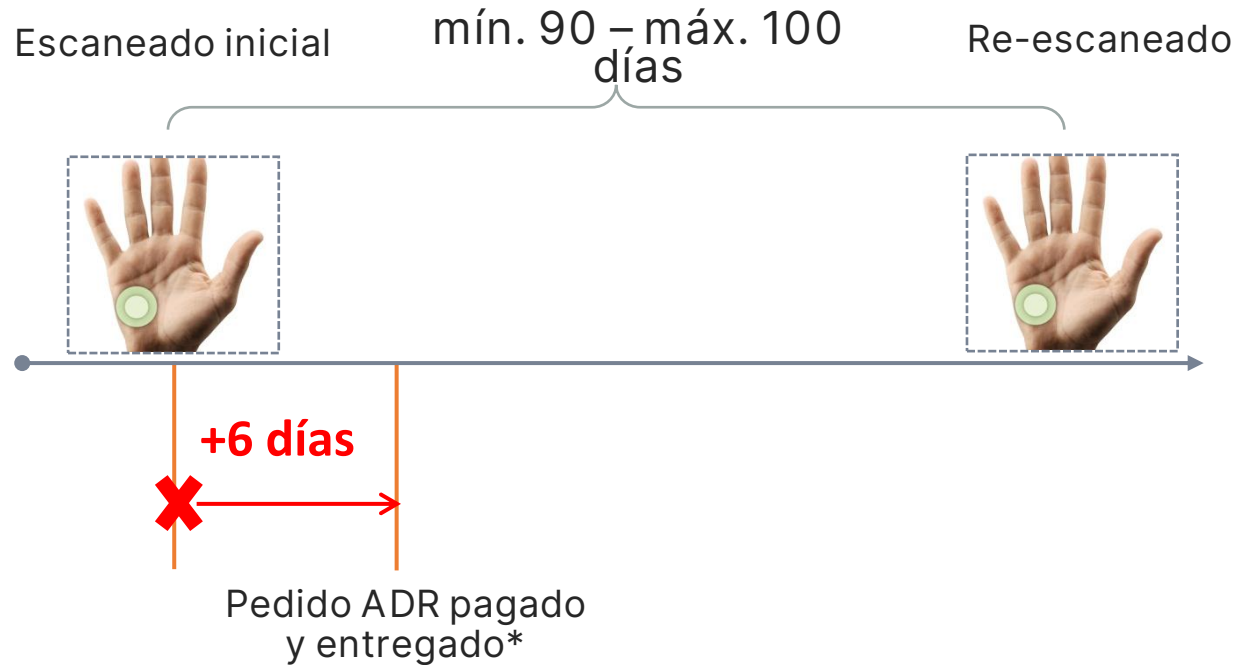 Escaneado inicial
mín. 90 – máx. 100
días
Re-escaneado
+6 días
Pedido ADR pagado
y entregado*